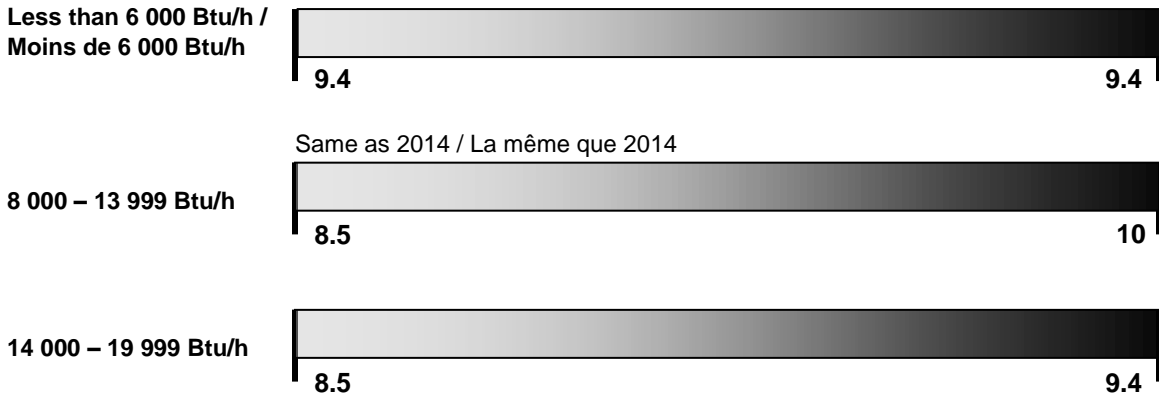 Less than 6 000 Btu/h /
Moins de 6 000 Btu/h
9.4 9.4
Same as 2014 / La même que 2014
8 000 – 13 999 Btu/h
8.5 10
14 000 – 19 999 Btu/h
8.5 9.4